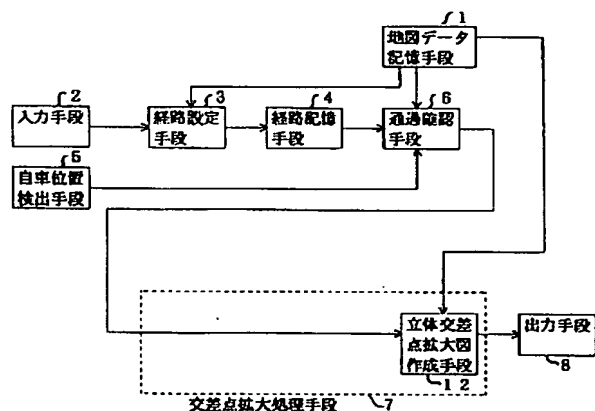 1
地図データ
記憶手段
2
入力手段
3
経路設定
手段
4
経路記憶
手段
6
通過確認
手段
5
自車位置
検出手段
立体交差
点拡大図
作成手段
12
出力手段
8
7
交差点拡大処理手段